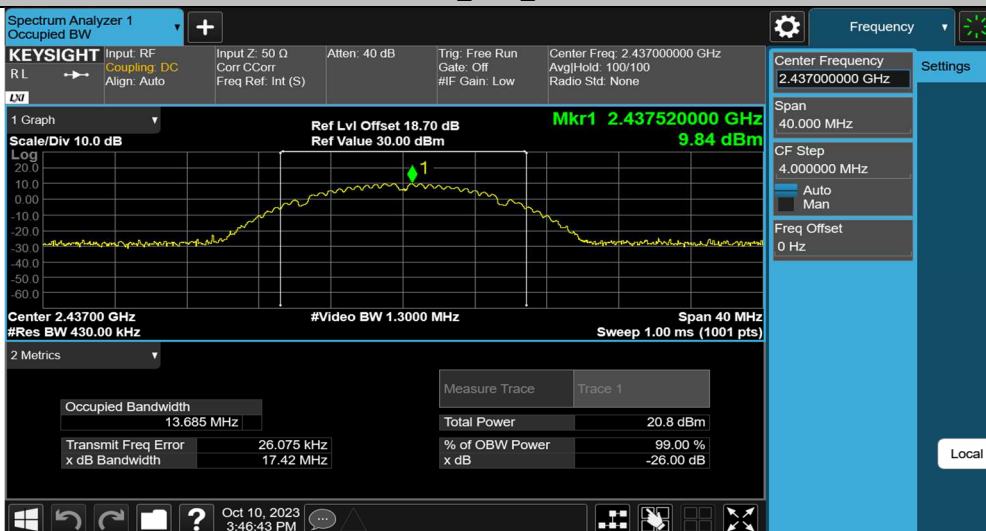 Spectrum Analyzer 1
Occupied BW
+
Frequency
KEYSIGHT
RL
LXI
Input: RF
Coupling: DC
Align: Auto
Input Z: 50 Ω
Corr CCorr
Freq Ref: Int (S)
Atten: 40 dB
Trig: Free Run
Gate: Off
#IF Gain: Low
Center Freq: 2.437000000 GHz
Avg|Hold: 100/100
Radio Std: None
Center Frequency
2.437000000 GHz
Settings
Span
40.000 MHz
CF Step
4.000000 MHz
Auto
Man
Freq Offset
0 Hz
1 Graph
Scale/Div 10.0 dB
Ref Lvl Offset 18.70 dB
Ref Value 30.00 dBm
Mkr1 2.437520000 GHz
9.84 dBm
Log
20.0
10.0
0.00
-10.0
-20.0
-30.0
-40.0
-50.0
-60.0
1
Center 2.43700 GHz
#Res BW 430.00 kHz
#Video BW 1.3000 MHz
Span 40 MHz
Sweep 1.00 ms (1001 pts)
2 Metrics
Measure Trace Trace 1
Occupied Bandwidth
13.685 MHz
Total Power 20.8 dBm
Transmit Freq Error 26.075 kHz
% of OBW Power 99.00 %
x dB Bandwidth 17.42 MHz
x dB -26.00 dB
Local
?
Oct 10, 2023
3:46:43 PM